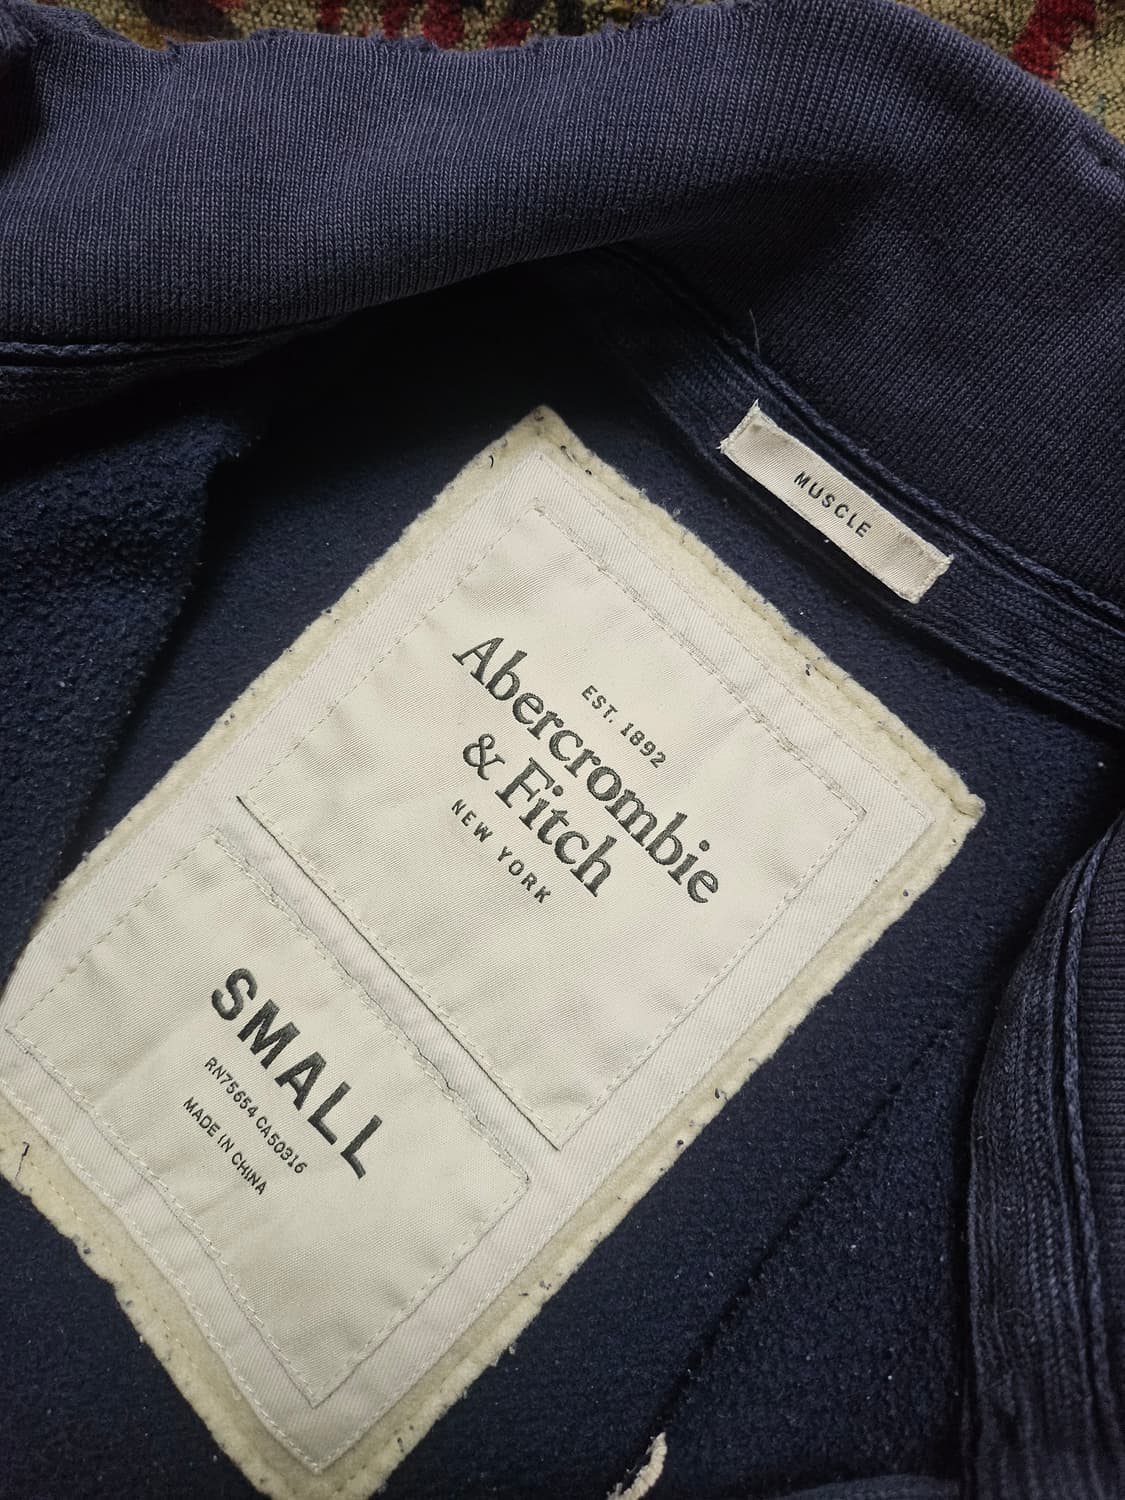 MUSCLE
EST. 1892
Abercrombie
& Fitch
NEW YORK
SMALL
RN75654 CA50316
MADE IN CHINA